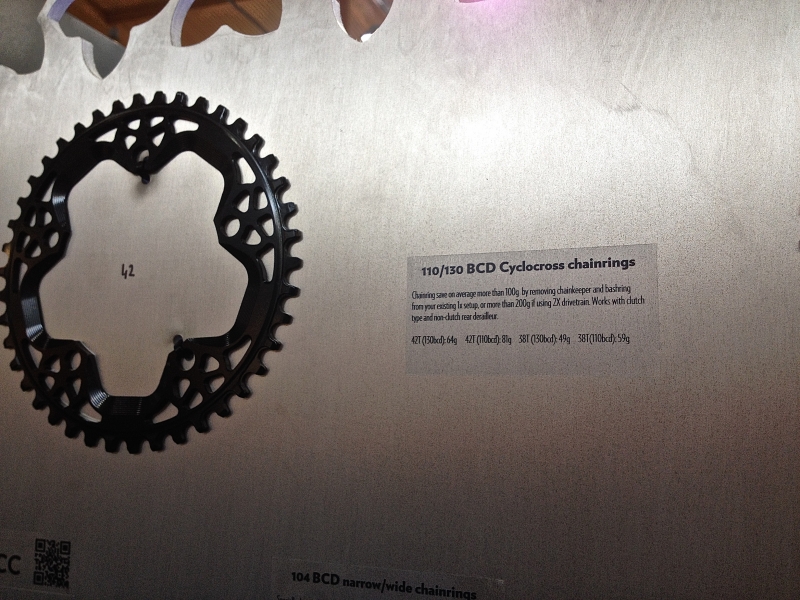 42
110/130 BCD Cyclocross chainrings
Chainring save on average more than 100g by removing chainkeeper and bashring
from your existing 1x setup, or more than 200g if using 2X drivetrain. Works with clutch
type and non-clutch rear derailleur.
42T (130bcd): 64g 42T (110bcd): 81g 38T (130bcd): 49g 38T(110bcd): 59g
CC
104 BCD narrow/wide chainrings